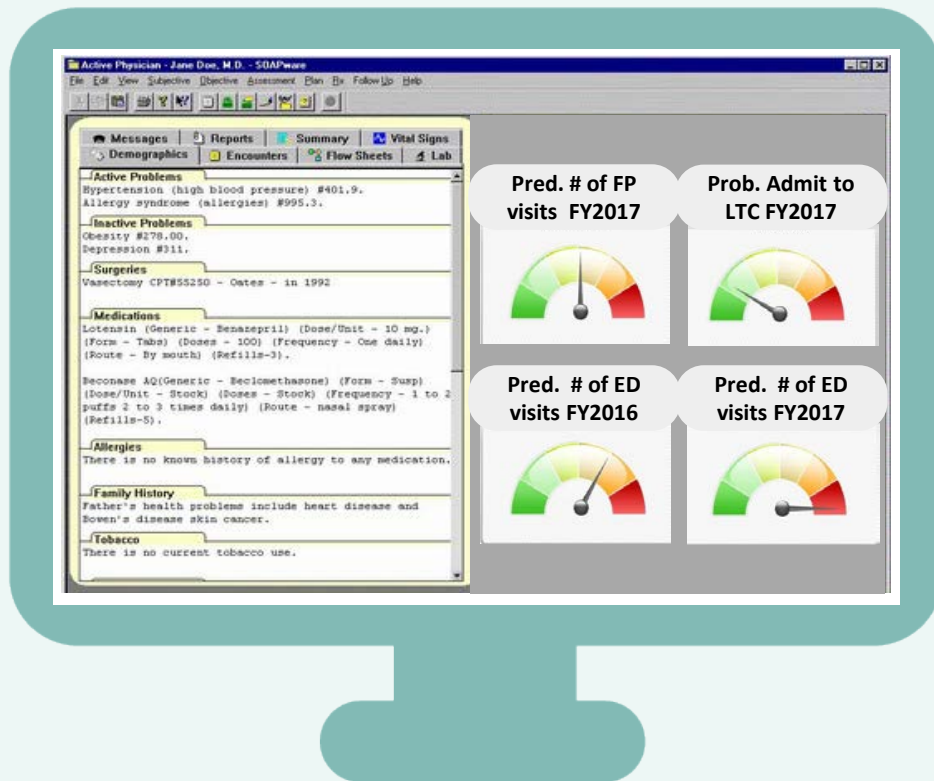 Active Physician - Jane Doe, M.D. - SOAPware
File Edit View Subjective Objective Assessment Plan Rx Follow Up Help
Messages Reports Summary Vital Signs
Demographics Encounters Flow Sheets Lab
Active Problems
Hypertension (high blood pressure) #401.9.
Allergy syndrome (allergies) #995.3.
Inactive Problems
Obesity #278.00.
Depression #311.
Surgeries
Vasectomy CPT#55250 - Oates - in 1992
Medications
Lotensin (Generic - Benazepril) (Dose/Unit - 10 mg.)
(Form - Tabs) (Doses - 100) (Frequency - One daily)
(Route - By mouth) (Refills-3).
Beconase AQ(Generic - Beclomethasone) (Form - Susp)
(Dose/Unit - Stock) (Doses - Stock) (Frequency - 1 to 2
puffs 2 to 3 times daily) (Route - nasal spray)
(Refills-5).
Allergies
There is no known history of allergy to any medication.
Family History
Father's health problems include heart disease and
Bowen's disease skin cancer.
Tobacco
There is no current tobacco use.
Pred. # of FP
visits FY2017
Prob. Admit to
LTC FY2017
Pred. # of ED
visits FY2016
Pred. # of ED
visits FY2017